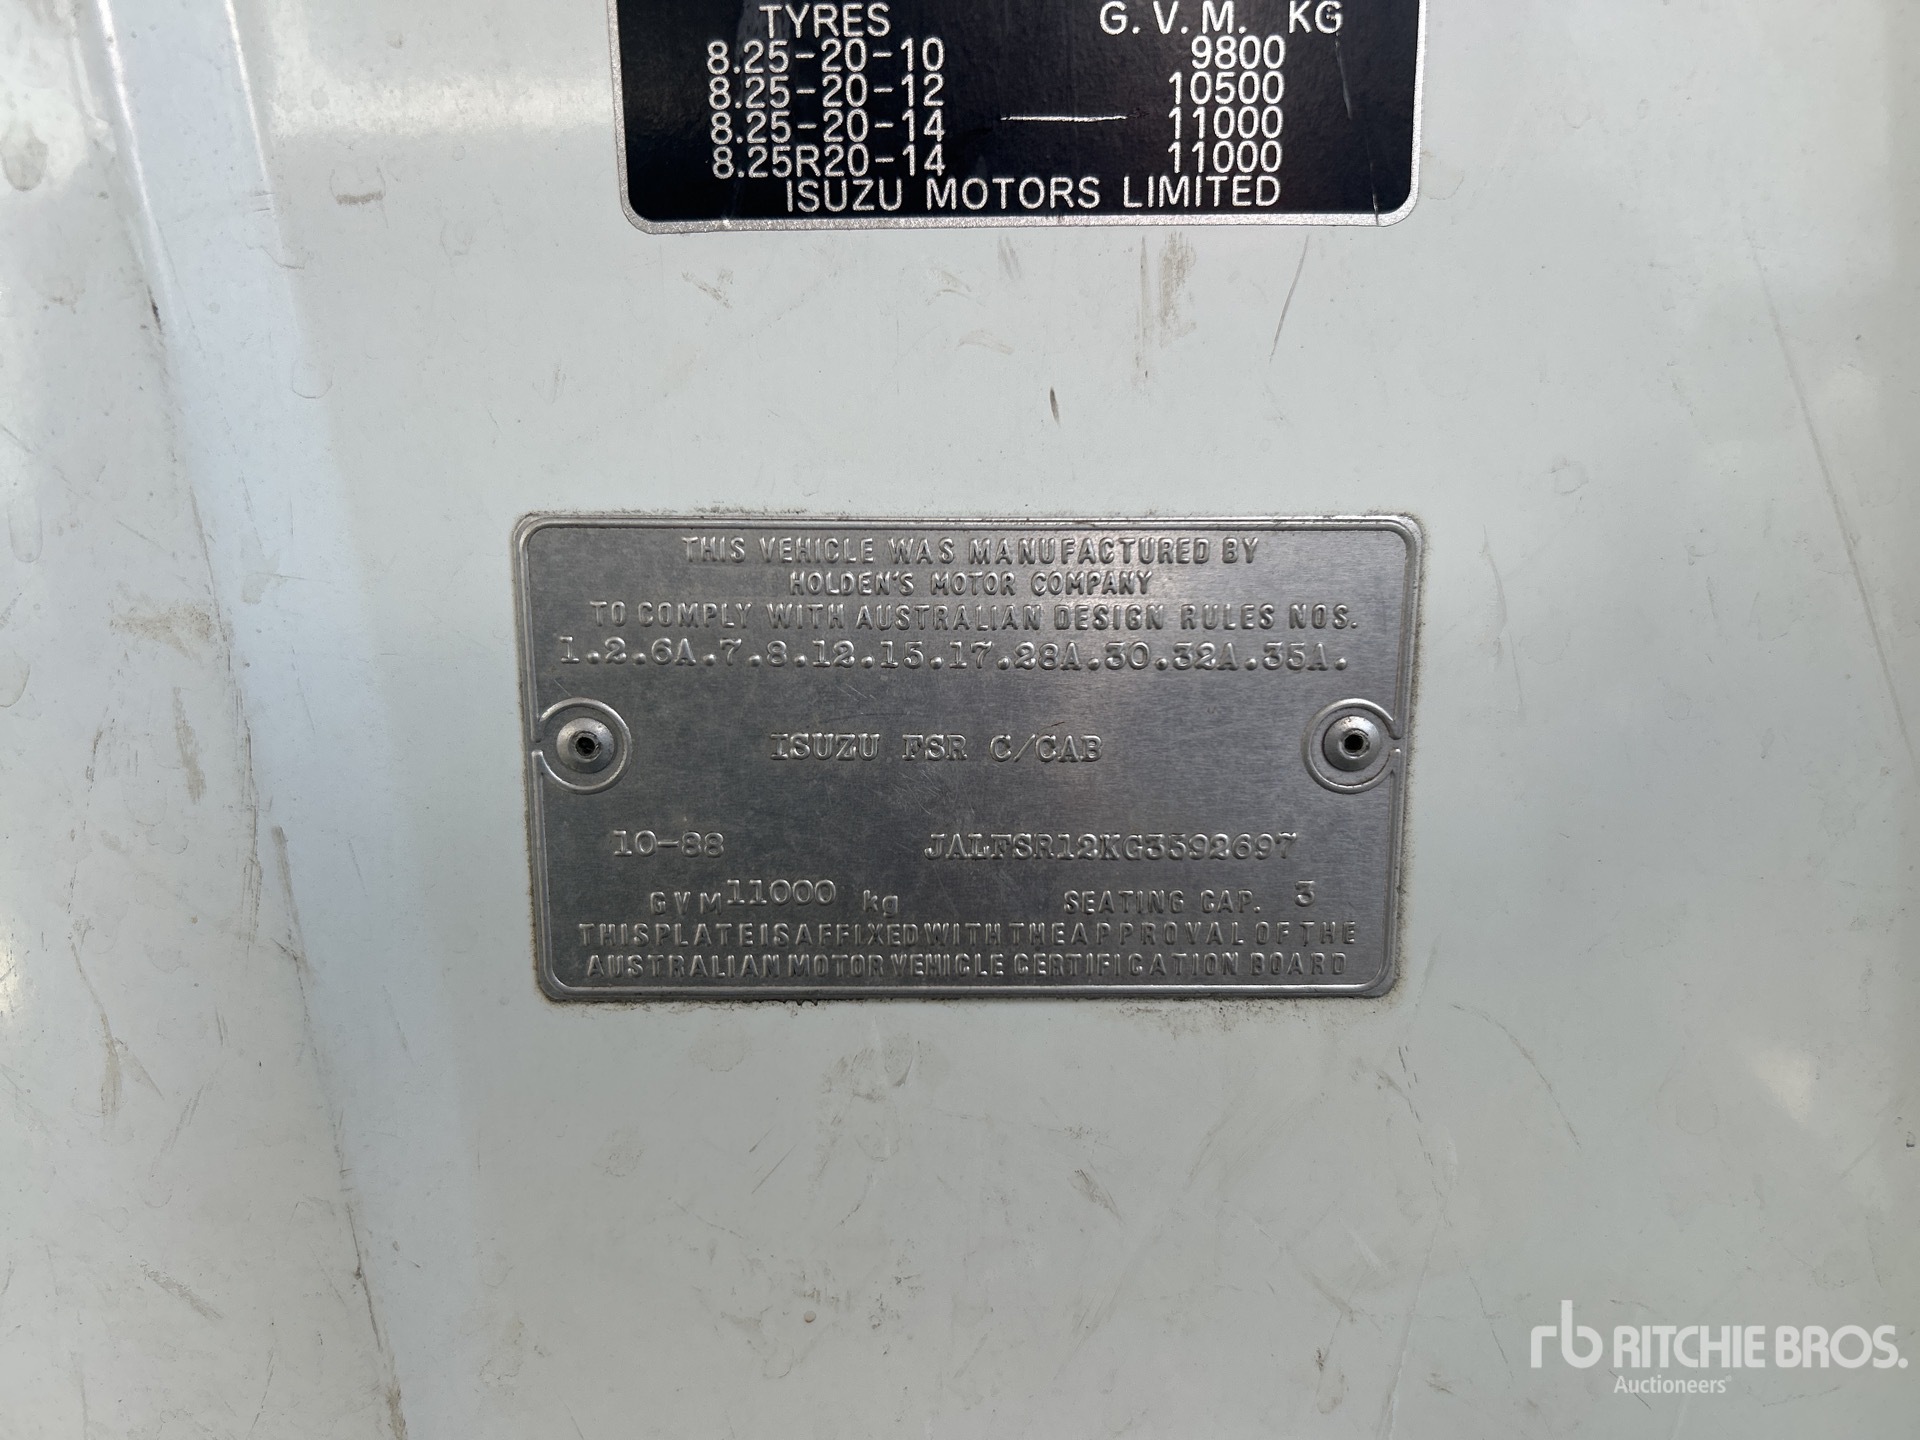 TYRES G. V. M. KG
8.25-20-10 9800
8.25-20-12 10500
8.25-20-14 11000
8.25R20-14 11000
ISUZU MOTORS LIMITED
THIS VEHICLE WAS MANUFACTURED BY
HOLDEN'S MOTOR COMPANY
TO COMPLY WITH AUSTRALIAN DESIGN RULES NOS.
1.2.6A.7.8.12.15.17.28A.30.32A.35A.
ISUZU FSR C/CAB
10-88 JALFSR12KG3592697
GVM 11000 kg SEATING CAP. 3
THIS PLATE IS AFFIXED WITH THE APPROVAL OF THE
AUSTRALIAN MOTOR VEHICLE CERTIFICATION BOARD
rb RITCHIE BROS.
Auctioneers